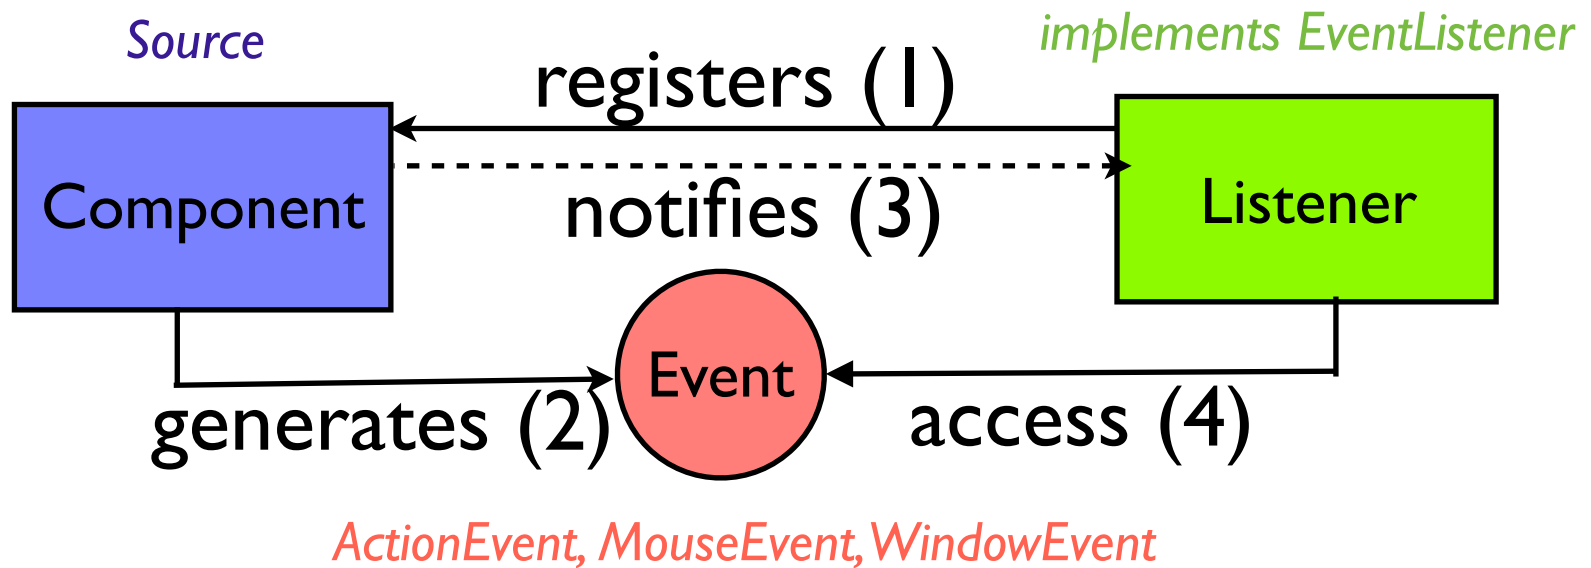 Source
implements EventListener
registers (1)
Component
notifies (3)
Listener
Event
generates (2)
access (4)
ActionEvent, MouseEvent, WindowEvent